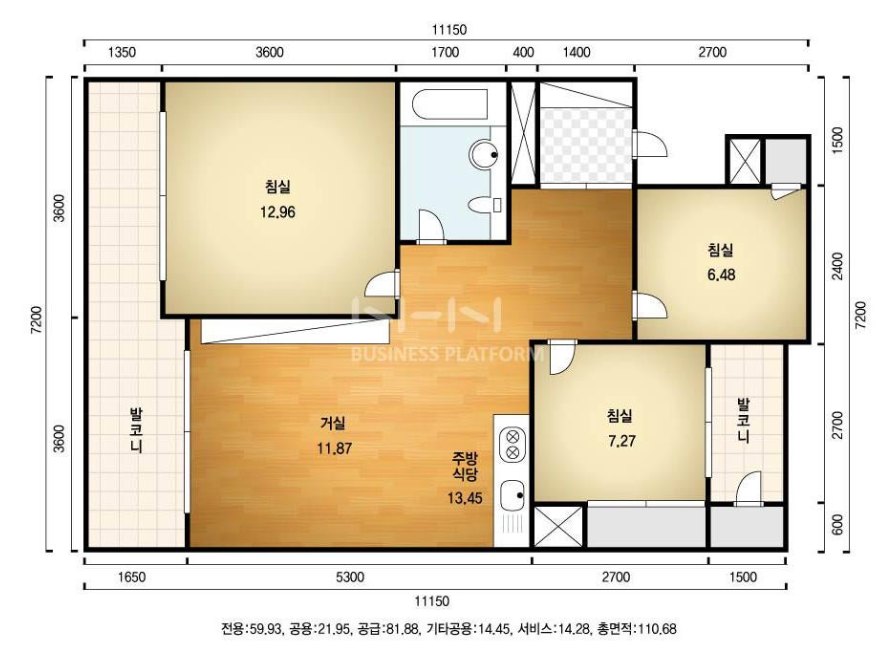 11150
1350 3600 1700 400 1400 2700
침실
12.96
침실
6.48
3600
7200
3600
1500
2400
7200
2700
600
N-HN
BUSINESS PLATFORM
발코니
거실
11.87
주방
식당
13.45
침실
7.27
발코니
1650 5300 2700 1500
11150
전용:59.93, 공용:21.95, 공급:81.88, 기타공용:14.45, 서비스:14.28, 총면적:110.68